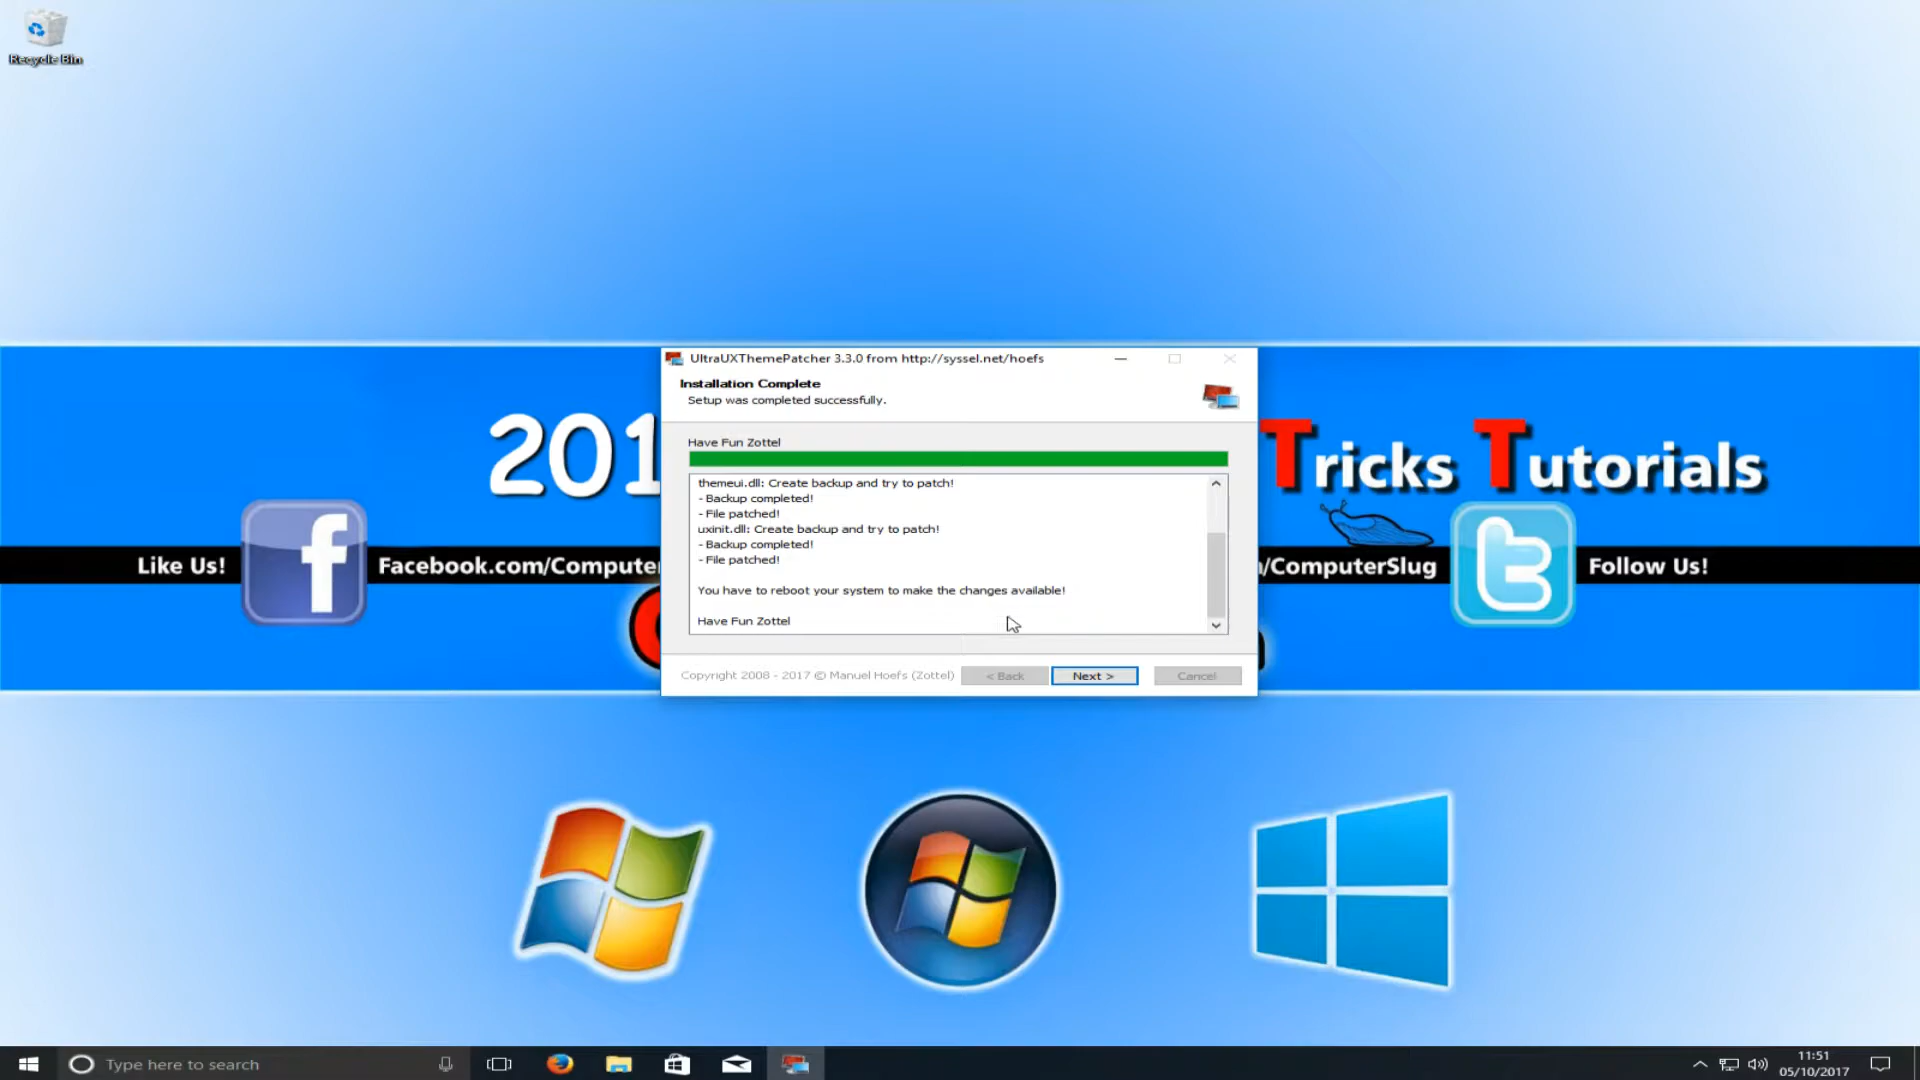 Recycle Bin
UltraUXThemePatcher 3.3.0 from http://syssel.net/hoefs
Installation Complete
Setup was completed successfully.
Have Fun Zottel
themeui.dll: Create backup and try to patch!
- Backup completed!
- File patched!
uxinit.dll: Create backup and try to patch!
- Backup completed!
- File patched!
You have to reboot your system to make the changes available!
Have Fun Zottel
Copyright 2008 - 2017 © Manuel Hoefs (Zottel)
< Back
Next >
Cancel
201
Tricks Tutorials
Like Us!
Facebook.com/Compute
/ComputerSlug
Follow Us!
Type here to search
11:51
05/10/2017